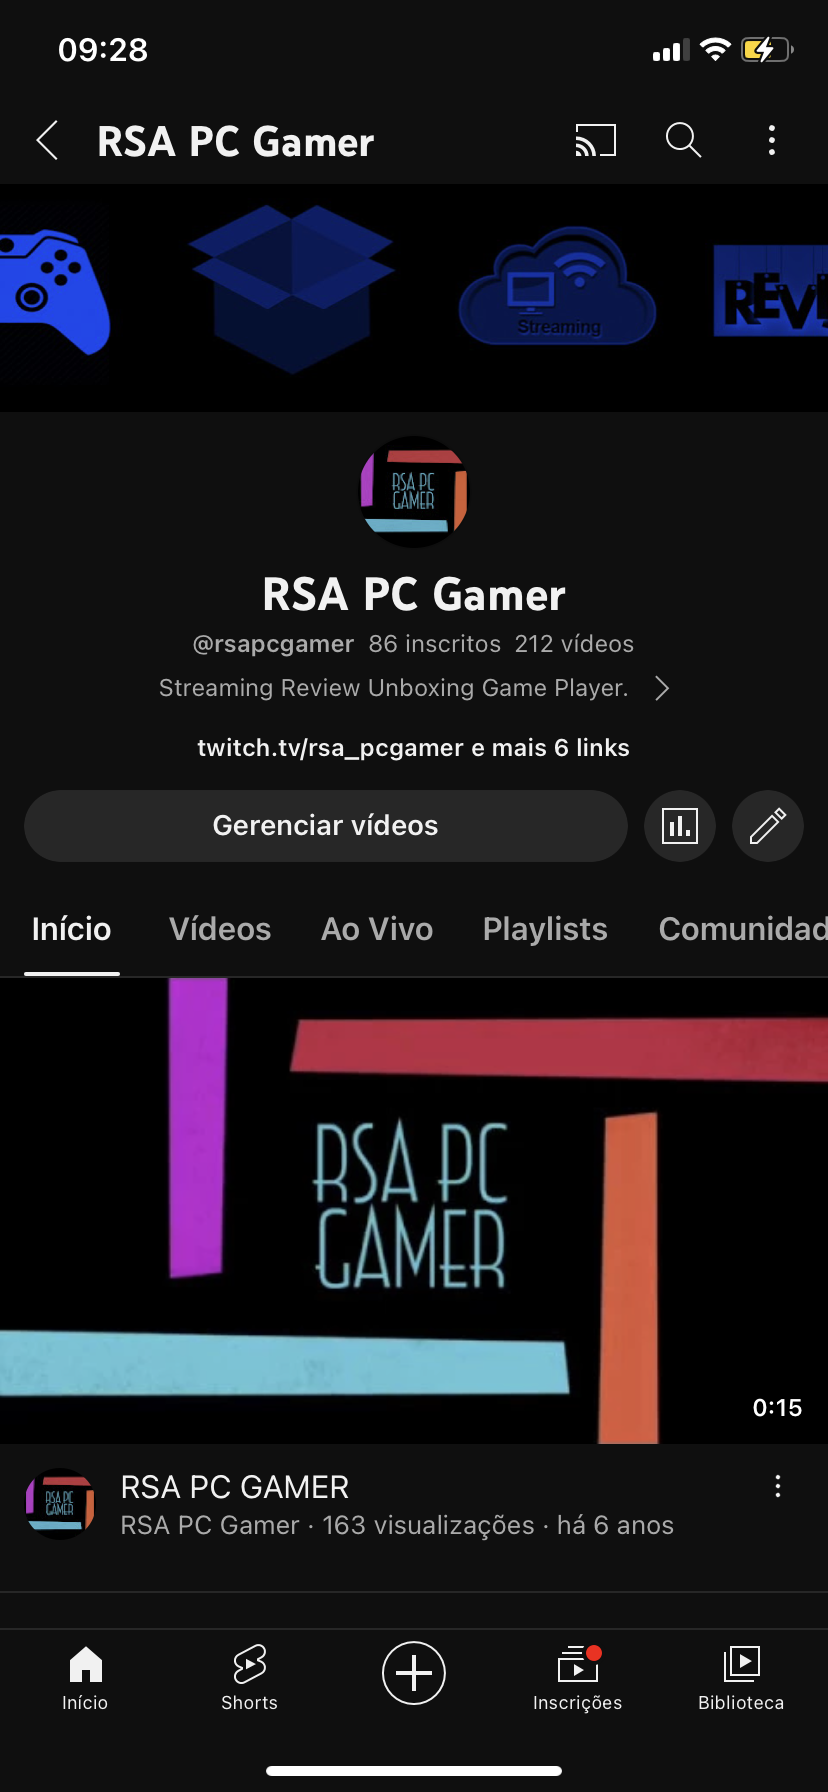 09:28
RSA PC Gamer
Streaming
REVI
RSA PC
GAMER
RSA PC Gamer
@rsapcgamer 86 inscritos 212 vídeos
Streaming Review Unboxing Game Player.
twitch.tv/rsa_pcgamer e mais 6 links
Gerenciar vídeos
Início Vídeos Ao Vivo Playlists Comunidad
RSA PC
GAMER
0:15
RSA PC
GAMER
RSA PC GAMER
RSA PC Gamer · 163 visualizações · há 6 anos
Início Shorts Inscrições Biblioteca